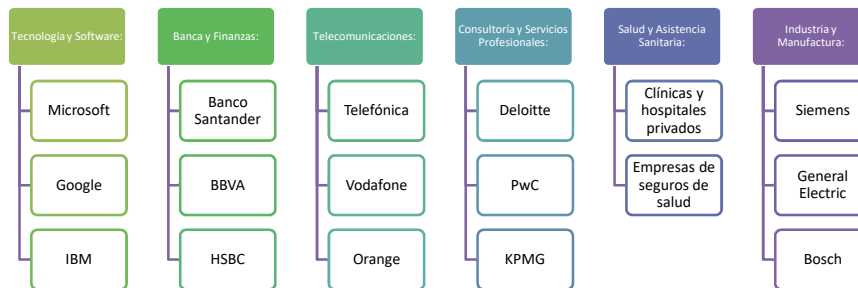 Tecnología y Software:
Microsoft
Google
IBM
Banca y Finanzas:
Banco
Santander
BBVA
HSBC
Telecomunicaciones:
Telefónica
Vodafone
Orange
Consultoría y Servicios
Profesionales:
Deloitte
PwC
KPMG
Salud y Asistencia
Sanitaria:
Clínicas y
hospitales
privados
Empresas de
seguros de
salud
Industria y
Manufactura:
Siemens
General
Electric
Bosch